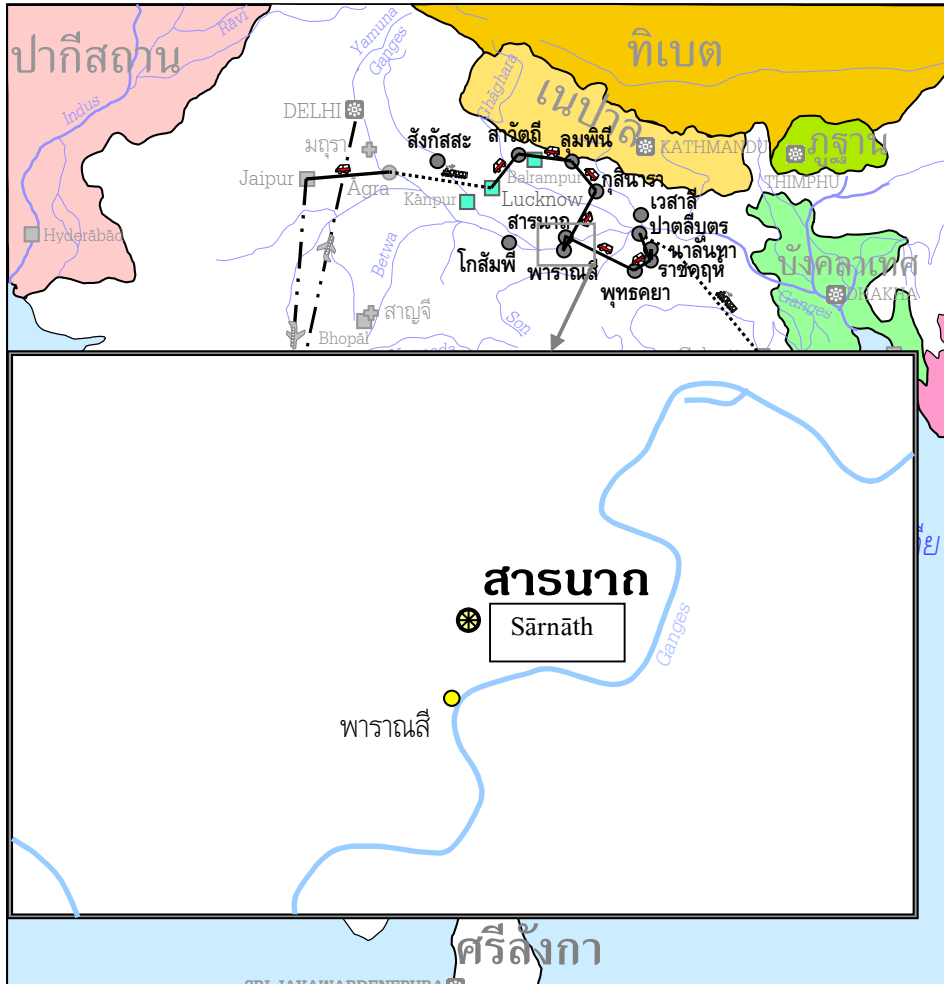 ปากีสถาน
Rāvi
Indus
Yamuna
Ganges
Ghāghara
ทิเบต
เนปาล
DELHI
มถุรา
สังกัสสะ
สาวัตถี
ลุมพินี
KATHMANDU
ภูฐาน
Balrampur
THIMPHU
Jaipur
Āgra
Kānpur
Lucknow
กุสินารา
เวสาลี
สารนาถ
ปาตลีบุตร
นาลันทา
Hyderābād
Betwa
โกสัมพี
พาราณสี
ราชคฤห์
บังคลาเทศ
พุทธคยา
DHAKHA
Ganges
สาญจี
Son
Bhopāl
สารนาถ
Sārnāth
Ganges
พาราณสี
ศรีลังกา